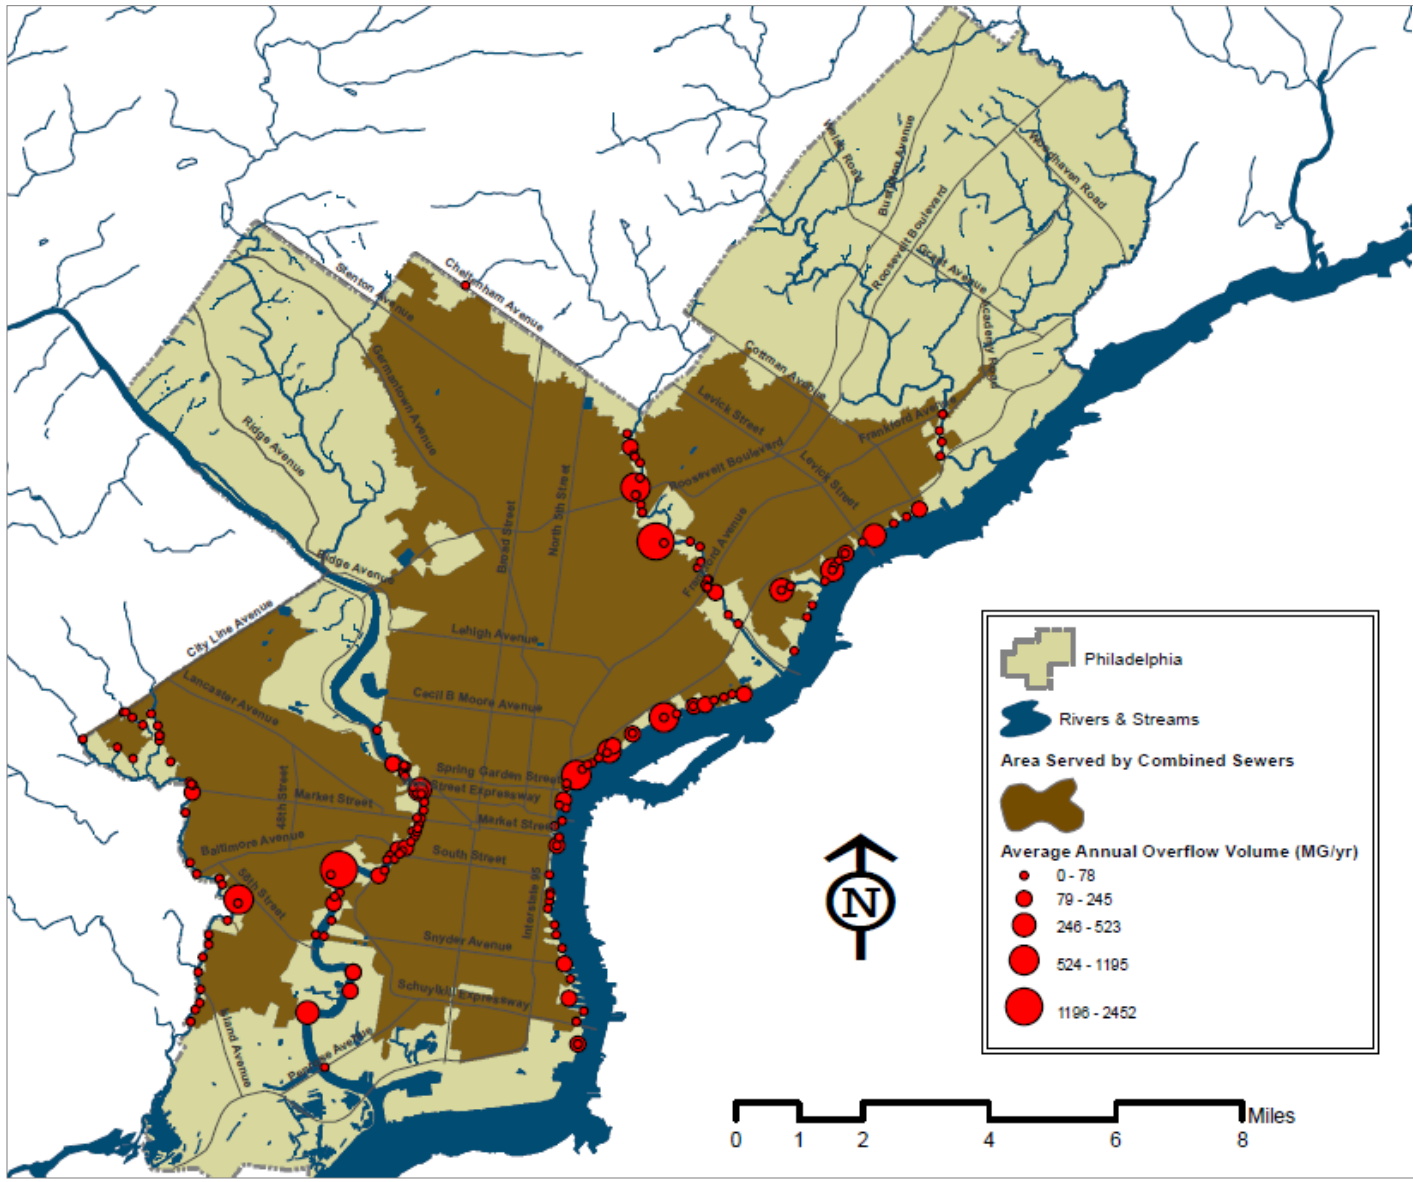 Welsh Road
Bustleton Avenue
Woodhaven Road
Roosevelt Boulevard
Grant Avenue
Academy Road
Cheltenham Avenue
Stenton Avenue
Germantown Avenue
Cottman Avenue
Levick Street
Frankford Avenue
Ridge Avenue
Roosevelt Boulevard
Levick Street
North 5th Street
Broad Street
Frankford Avenue
Ridge Avenue
City Line Avenue
Lehigh Avenue
Lancaster Avenue
Cecil B Moore Avenue
Spring Garden Street
Street Expressway
48th Street
Market Street
Market Street
Baltimore Avenue
South Street
58th Street
Interstate 95
Snyder Avenue
Schuylkill Expressway
Island Avenue
Penrose Avenue
Philadelphia
Rivers & Streams
Area Served by Combined Sewers
Average Annual Overflow Volume (MG/yr)
0 - 78
79 - 245
246 - 523
524 - 1195
1196 - 2452
N
Miles
0 1 2 4 6 8